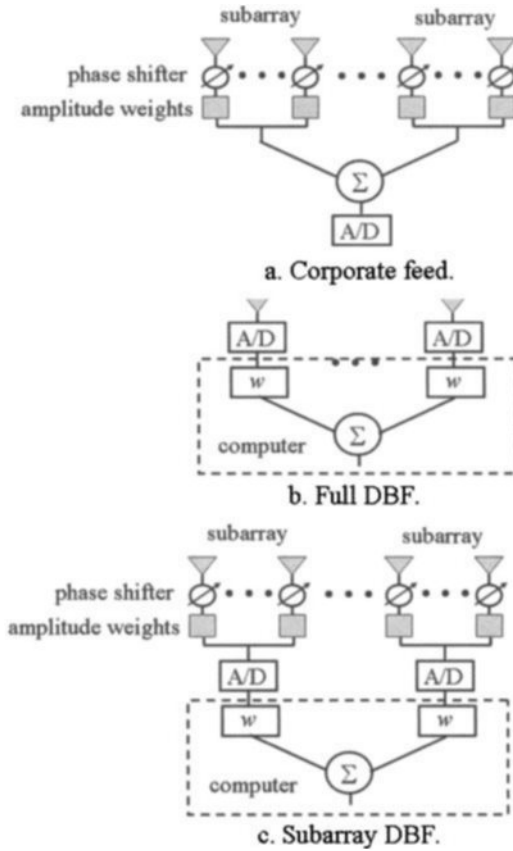 subarray subarray
phase shifter
amplitude weights
Σ
A/D
a. Corporate feed.
A/D A/D
w w
Σ
computer
b. Full DBF.
subarray subarray
phase shifter
amplitude weights
A/D A/D
w w
Σ
computer
c. Subarray DBF.